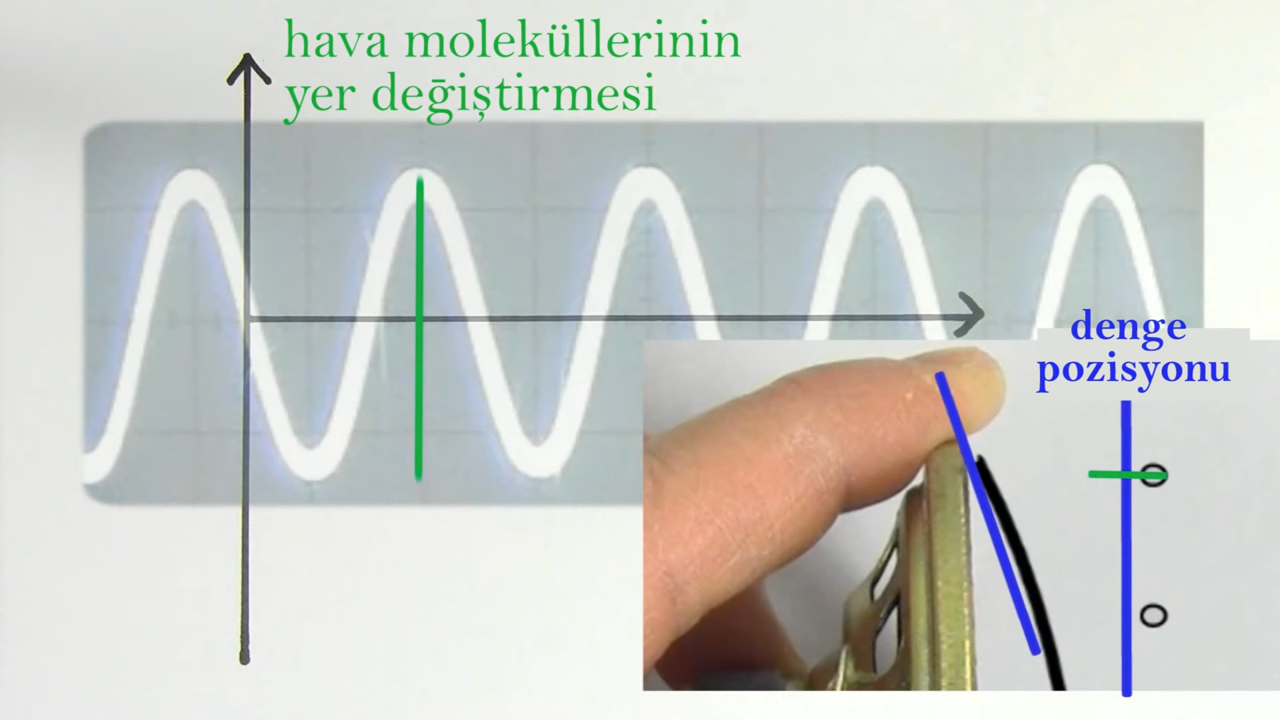 hava moleküllerinin
yer değiştirmesi
denge
pozisyonu